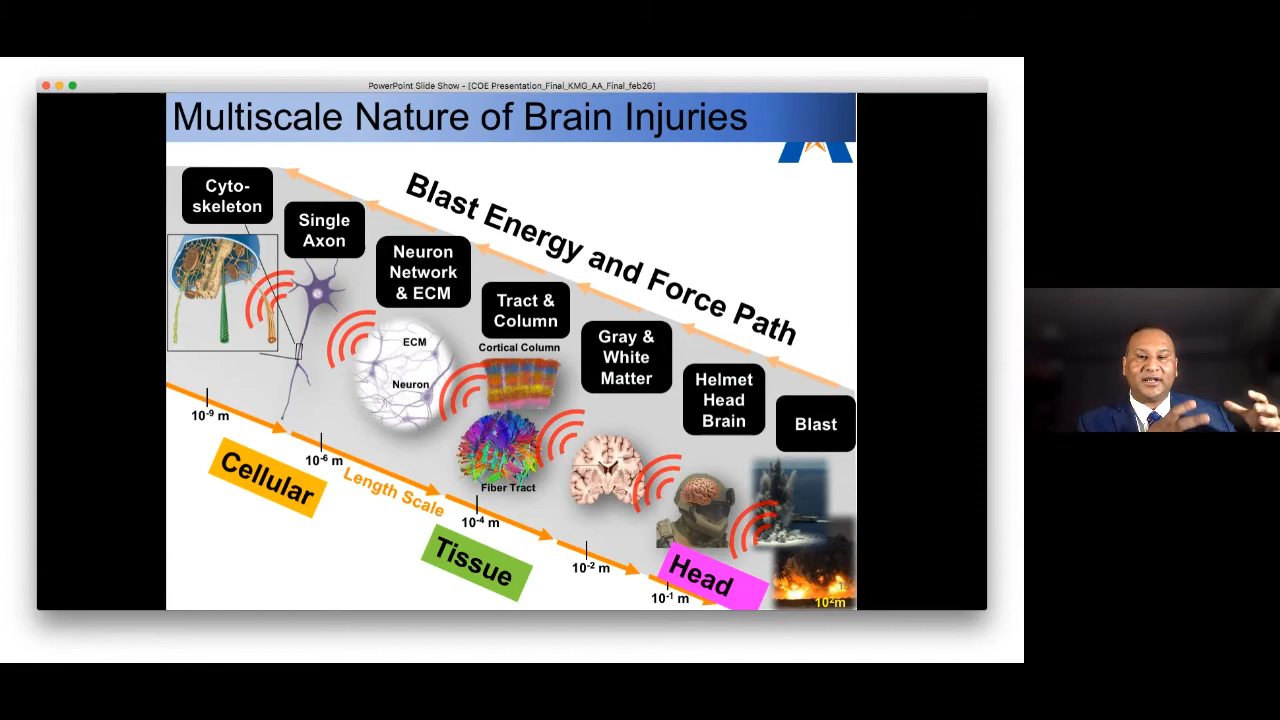 PowerPoint Slide Show - [COE Presentation_Final_KMG_AA_Final_feb26]
Multiscale Nature of Brain Injuries
Blast Energy and Force Path
Cyto-
skeleton
Single
Axon
Neuron
Network
& ECM
Tract &
Column
Gray &
White
Matter
Helmet
Head
Brain
Blast
ECM
Neuron
Cortical Column
Fiber Tract
10⁻⁹ m
10⁻⁶ m
10⁻⁴ m
10⁻² m
10⁻¹ m
1
10²m
Length Scale
Cellular
Tissue
Head